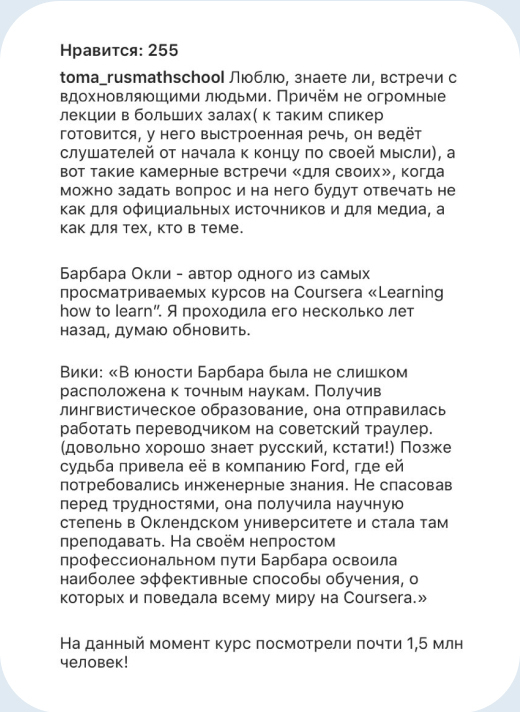 Нравится: 255
toma_rusmathschool Люблю, знаете ли, встречи с
вдохновляющими людьми. Причём не огромные
лекции в больших залах( к таким спикер
готовится, у него выстроенная речь, он ведёт
слушателей от начала к концу по своей мысли), а
вот такие камерные встречи «для своих», когда
можно задать вопрос и на него будут отвечать не
как для официальных источников и для медиа, а
как для тех, кто в теме.
Барбара Окли - автор одного из самых
просматриваемых курсов на Coursera «Learning
how to learn”. Я проходила его несколько лет
назад, думаю обновить.
Вики: «В юности Барбара была не слишком
расположена к точным наукам. Получив
лингвистическое образование, она отправилась
работать переводчиком на советский траулер.
(довольно хорошо знает русский, кстати!) Позже
судьба привела её в компанию Ford, где ей
потребовались инженерные знания. Не спасовав
перед трудностями, она получила научную
степень в Оклендском университете и стала там
преподавать. На своём непростом
профессиональном пути Барбара освоила
наиболее эффективные способы обучения, о
которых и поведала всему миру на Coursera.»
На данный момент курс посмотрели почти 1,5 млн
человек!